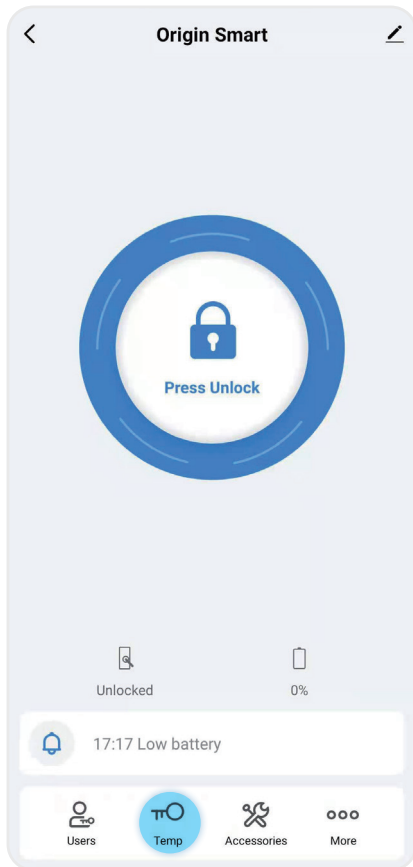 Origin Smart
Press Unlock
Unlocked
0%
17:17 Low battery
Users
Temp
Accessories
More